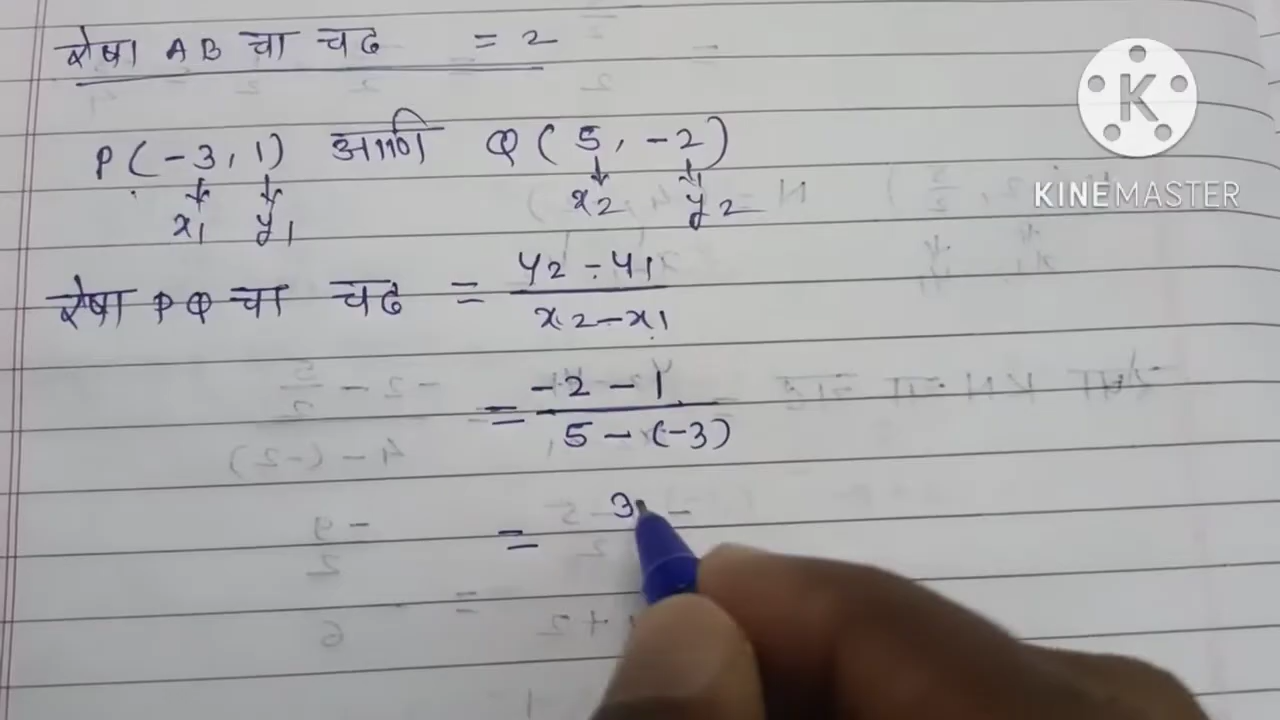 रेषा AB चा चढ = 2
P(-3, 1) आणि Q(5, -2)
x1 y1 x2 y2
रेषा PQ चा चढ = y2 - y1 / x2 - x1
= -2 - 1 / 5 - (-3)
= 3
K
KINEMASTER